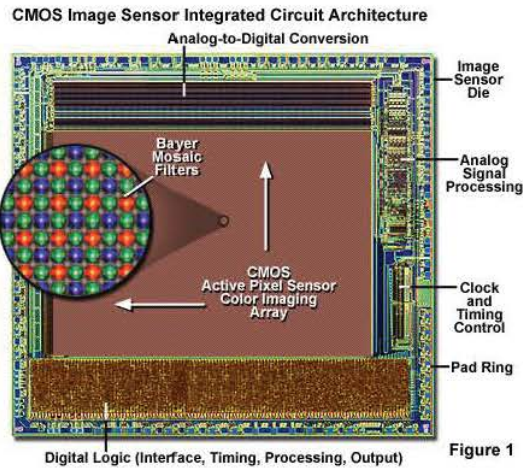 CMOS Image Sensor Integrated Circuit Architecture
Analog-to-Digital Conversion
Image
Sensor
Die
Bayer
Mosaic
Filters
Analog
Signal
Processing
CMOS
Active Pixel Sensor
Color Imaging
Array
Clock
and
Timing
Control
Pad Ring
Digital Logic (Interface, Timing, Processing, Output)
Figure 1